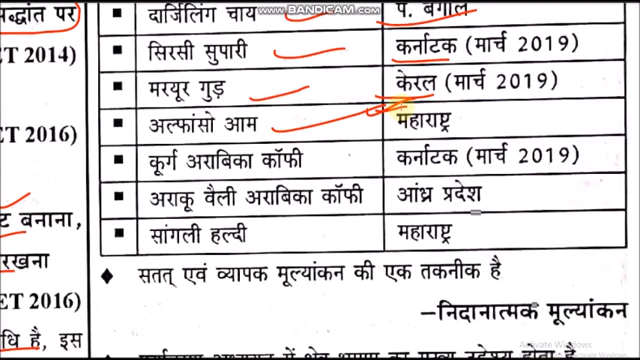 www.BANDICAM.com
द्धांत पर
दार्जिलिंग चाय प. बंगाल
ET 2014)
सिरसी सुपारी कर्नाटक (मार्च 2019)
मरयूर गुड़ केरल (मार्च 2019)
अल्फांसो आम महाराष्ट्र
ET 2016)
कूर्ग अराबिका कॉफी कर्नाटक (मार्च 2019)
अराकू वैली अराबिका कॉफी आंध्र प्रदेश
ट बनाना,
सांगली हल्दी महाराष्ट्र
रखना
सतत् एवं व्यापक मूल्यांकन की एक तकनीक है
ET 2016)
–निदानात्मक मूल्यांकन
धि है, इस
Activate Windows